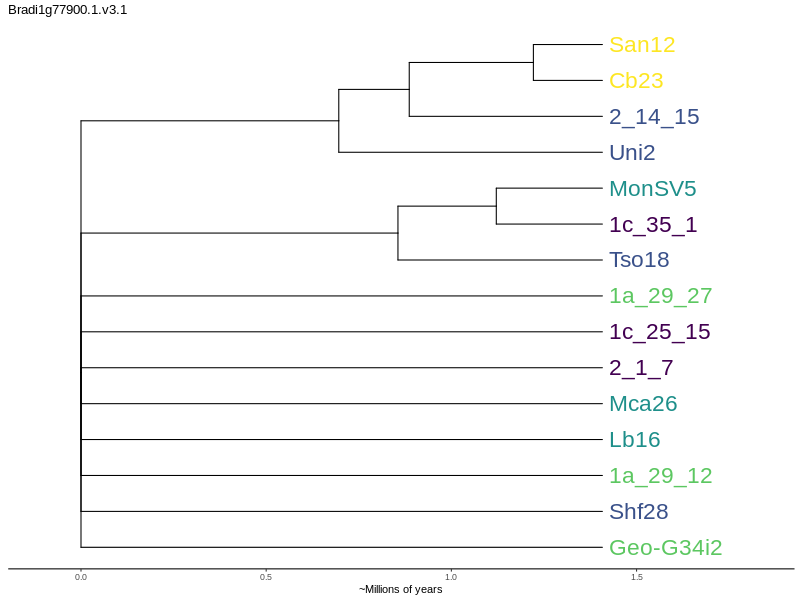 Bradi1g77900.1.v3.1
San12
Cb23
2_14_15
Uni2
MonSV5
1c_35_1
Tso18
1a_29_27
1c_25_15
2_1_7
Mca26
Lb16
1a_29_12
Shf28
Geo-G34i2
0.0 0.5 1.0 1.5
~Millions of years